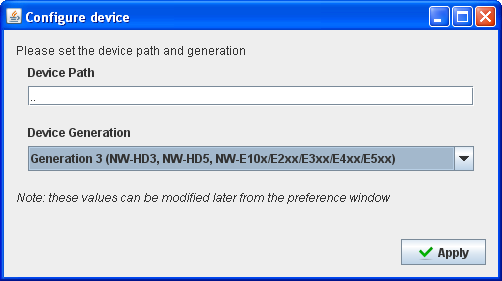 Configure device
Please set the device path and generation
Device Path
..
Device Generation
Generation 3 (NW-HD3, NW-HD5, NW-E10x/E2xx/E3xx/E4xx/E5xx)
Note: these values can be modified later from the preference window
Apply